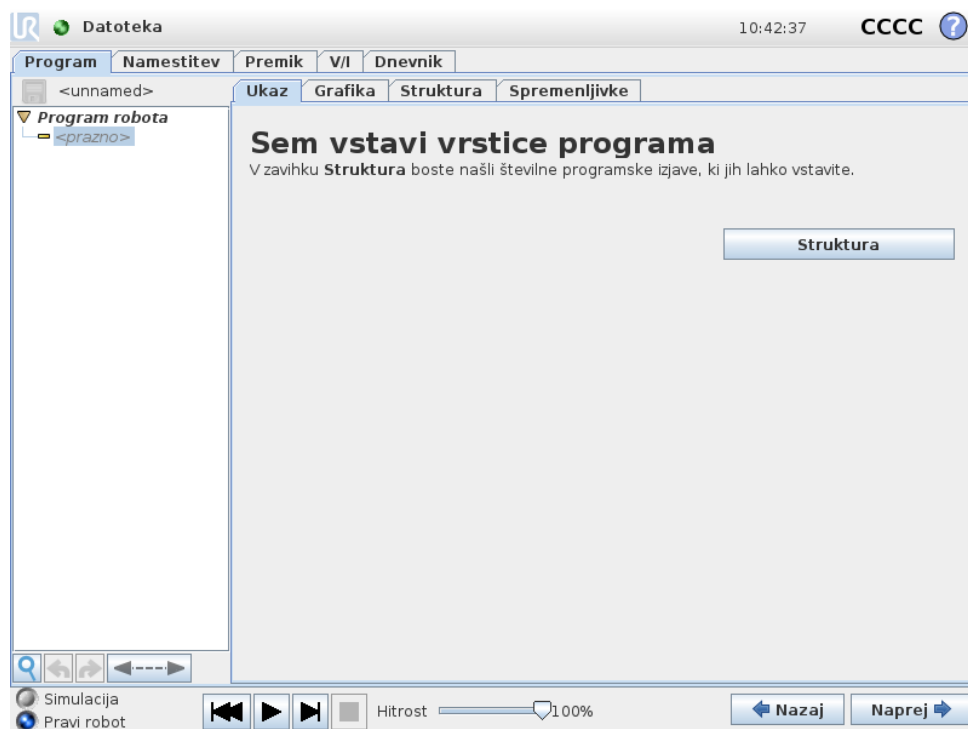 UR Datoteka 10:42:37 CCCC ?
Program Namestitev Premik V/I Dnevnik
<unnamed> Ukaz Grafika Struktura Spremenljivke
Program robota
<prazno>
Sem vstavi vrstice programa
V zavihku Struktura boste našli številne programske izjave, ki jih lahko vstavite.
Struktura
Simulacija
Pravi robot
Hitrost 100% Nazaj Naprej